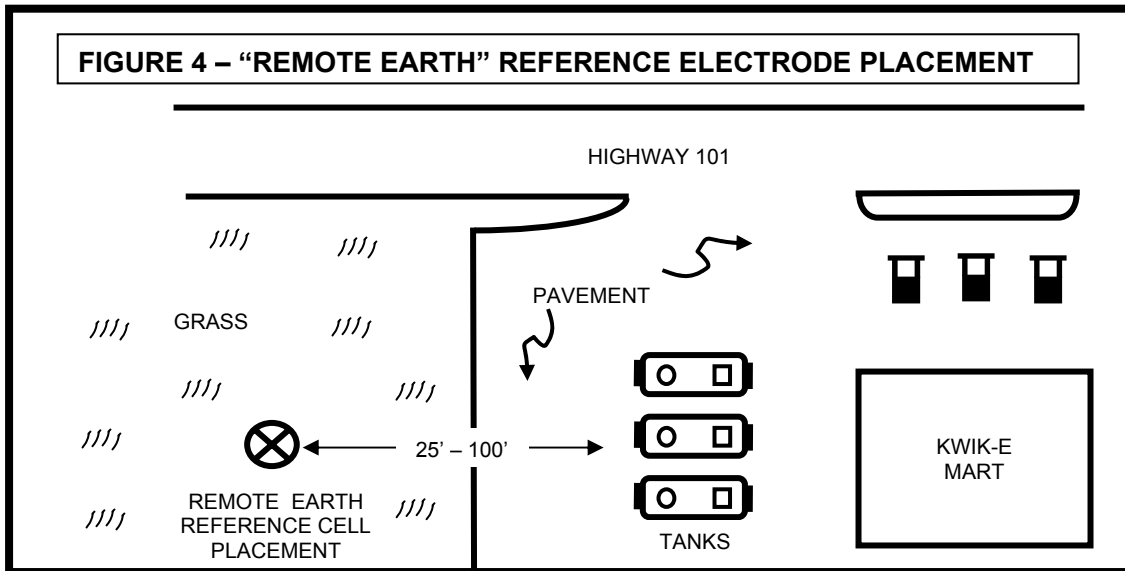 FIGURE 4 – “REMOTE EARTH” REFERENCE ELECTRODE PLACEMENT
HIGHWAY 101
PAVEMENT
GRASS
25’ – 100’
KWIK-E
MART
REMOTE EARTH
REFERENCE CELL
PLACEMENT
TANKS